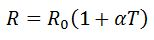 R = R₀(1 + αT)